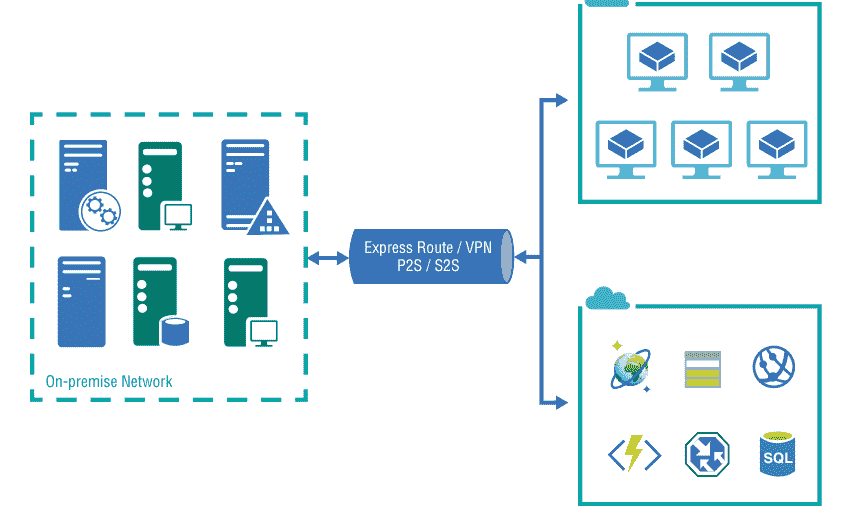 Express Route / VPN
P2S / S2S
On-premise Network
SQL